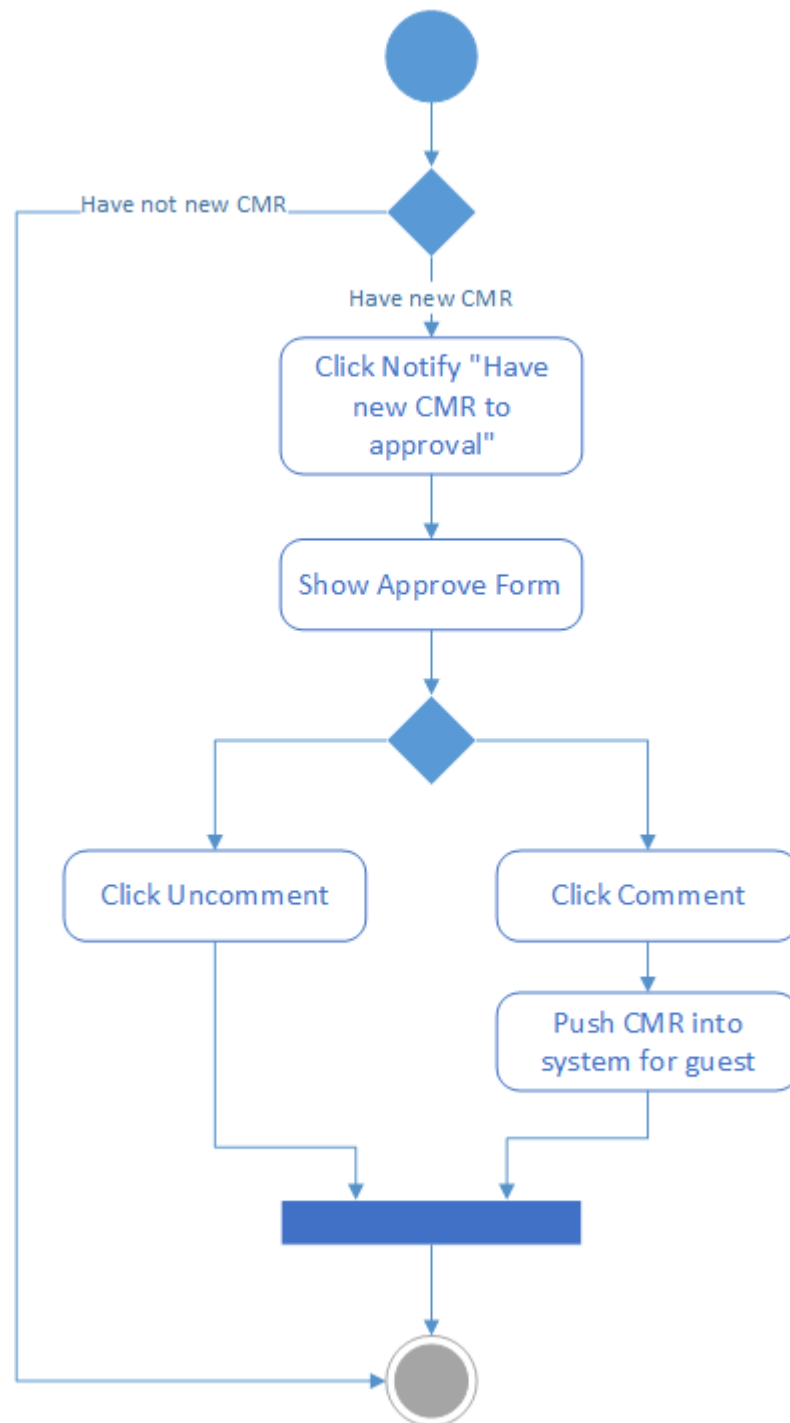 Have not new CMR
Have new CMR
Click Notify "Have
new CMR to
approval"
Show Approve Form
Click Uncomment
Click Comment
Push CMR into
system for guest